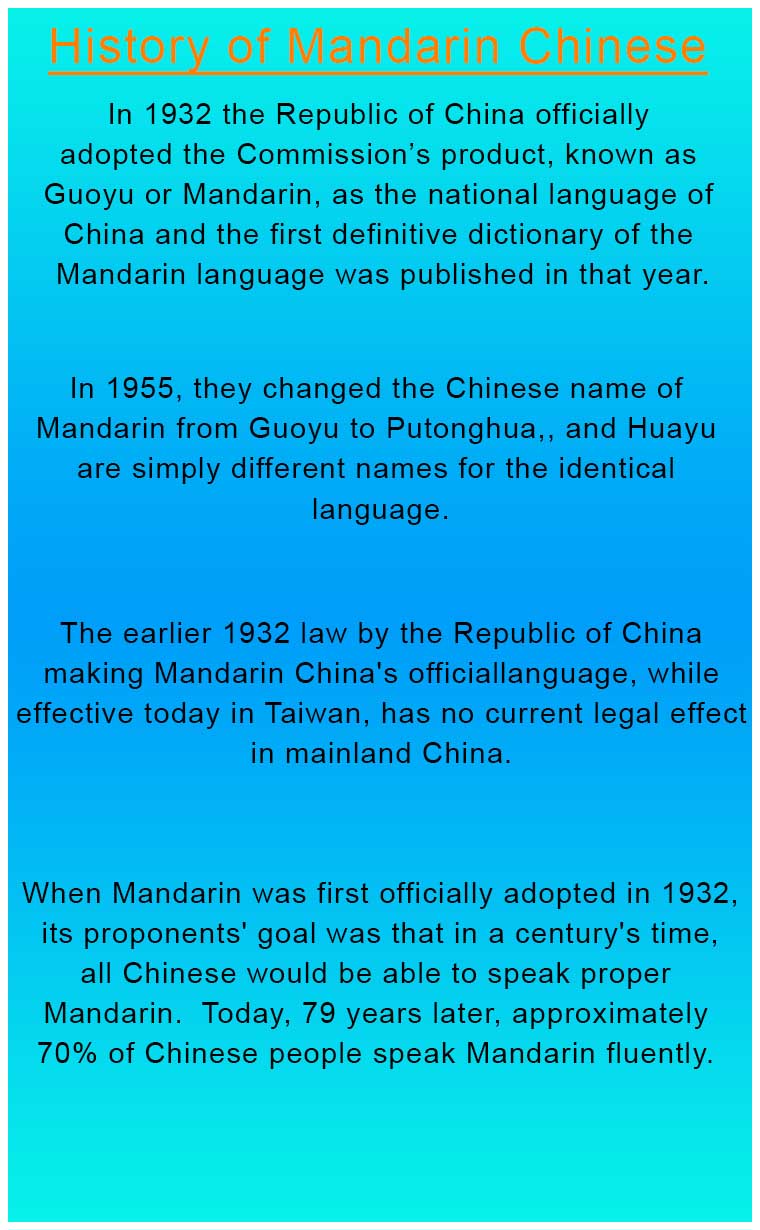 History of Mandarin Chinese
In 1932 the Republic of China officially
adopted the Commission’s product, known as
Guoyu or Mandarin, as the national language of
China and the first definitive dictionary of the
Mandarin language was published in that year.
In 1955, they changed the Chinese name of
Mandarin from Guoyu to Putonghua,, and Huayu
are simply different names for the identical
language.
The earlier 1932 law by the Republic of China
making Mandarin China's officiallanguage, while
effective today in Taiwan, has no current legal effect
in mainland China.
When Mandarin was first officially adopted in 1932,
its proponents' goal was that in a century's time,
all Chinese would be able to speak proper
Mandarin.  Today, 79 years later, approximately
70% of Chinese people speak Mandarin fluently.